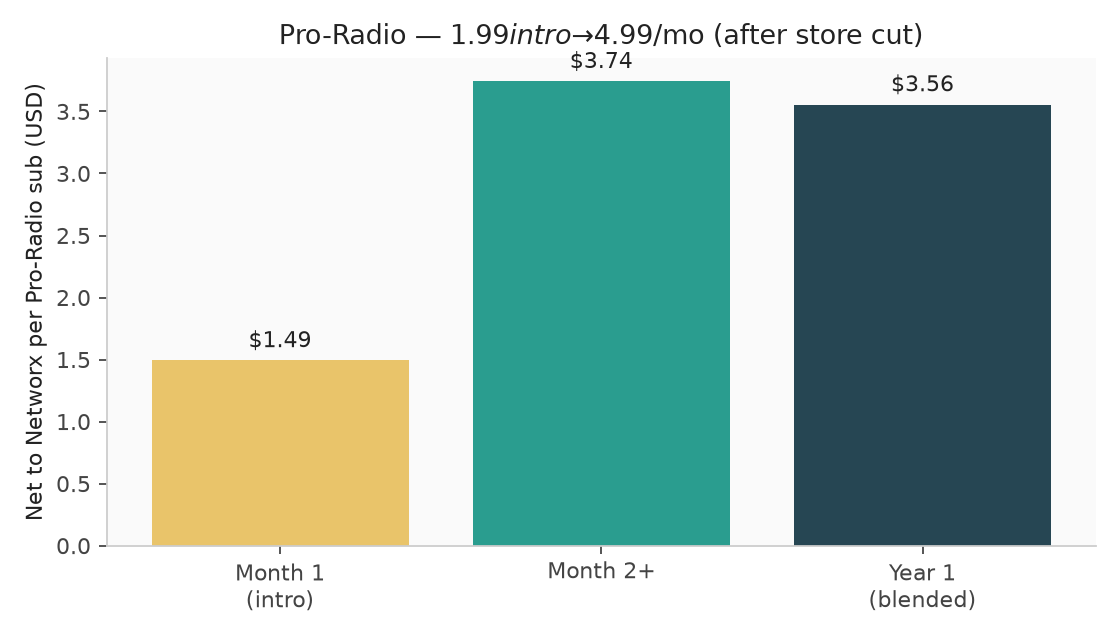 Pro-Radio — 1.99intro→4.99/mo (after store cut)
$3.74
$3.56
$1.49
Net to Networx per Pro-Radio sub (USD)
3.5
3.0
2.5
2.0
1.5
1.0
0.5
0.0
Month 1
(intro)
Month 2+
Year 1
(blended)